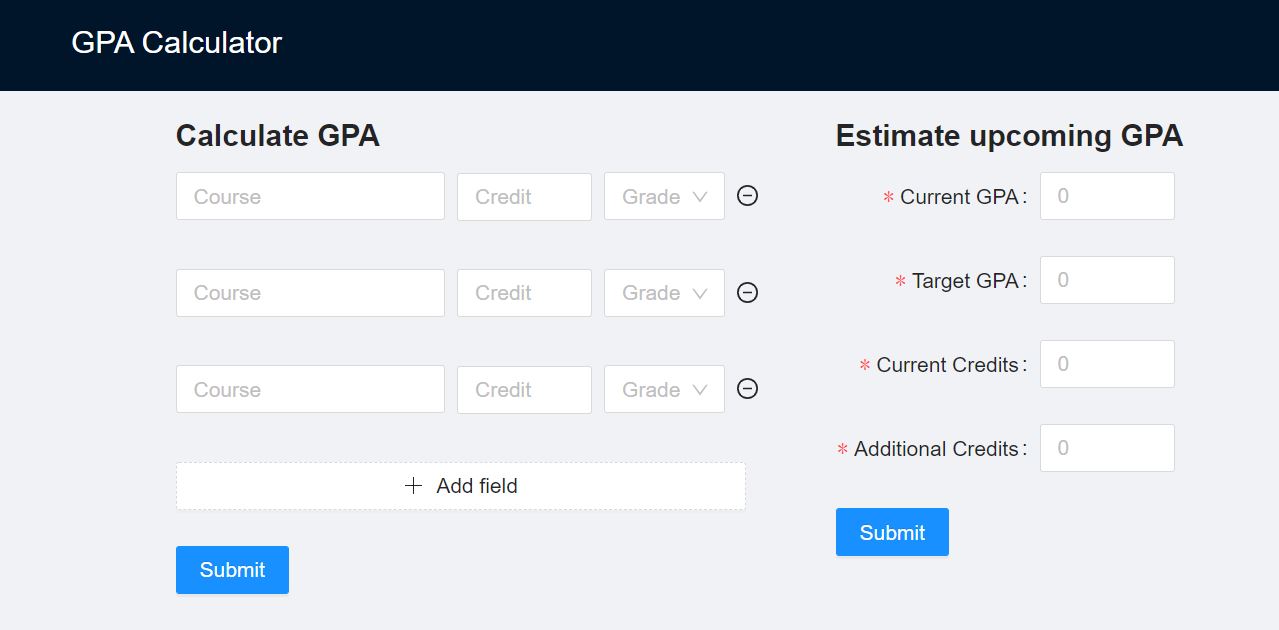 GPA Calculator
Calculate GPA
Course Credit Grade
Course Credit Grade
Course Credit Grade
+ Add field
Submit
Estimate upcoming GPA
* Current GPA: 0
* Target GPA: 0
* Current Credits: 0
* Additional Credits: 0
Submit